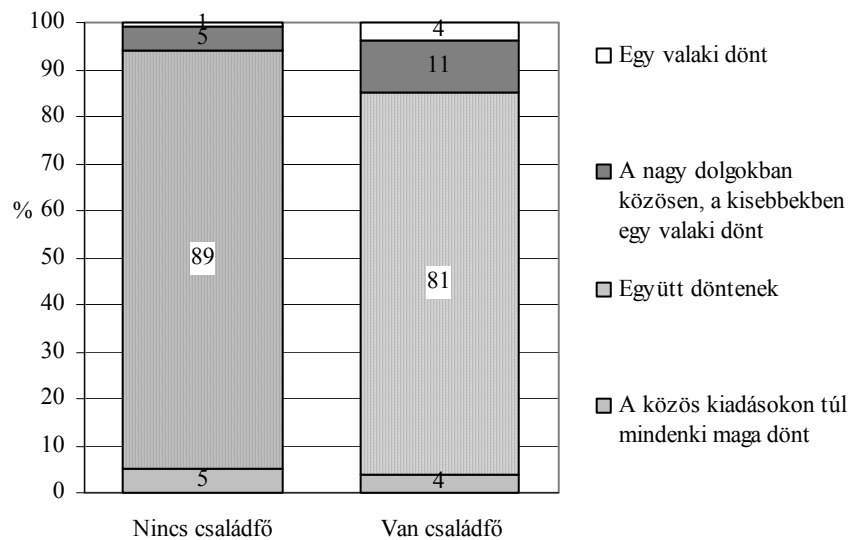 100
90
80
70
% 60
50
40
30
20
10
0
1
5
89
5
4
11
81
4
Nincs családfő
Van családfő
Egy valaki dönt
A nagy dolgokban
közösen, a kisebbekben
egy valaki dönt
Együtt döntenek
A közös kiadásokon túl
mindenki maga dönt